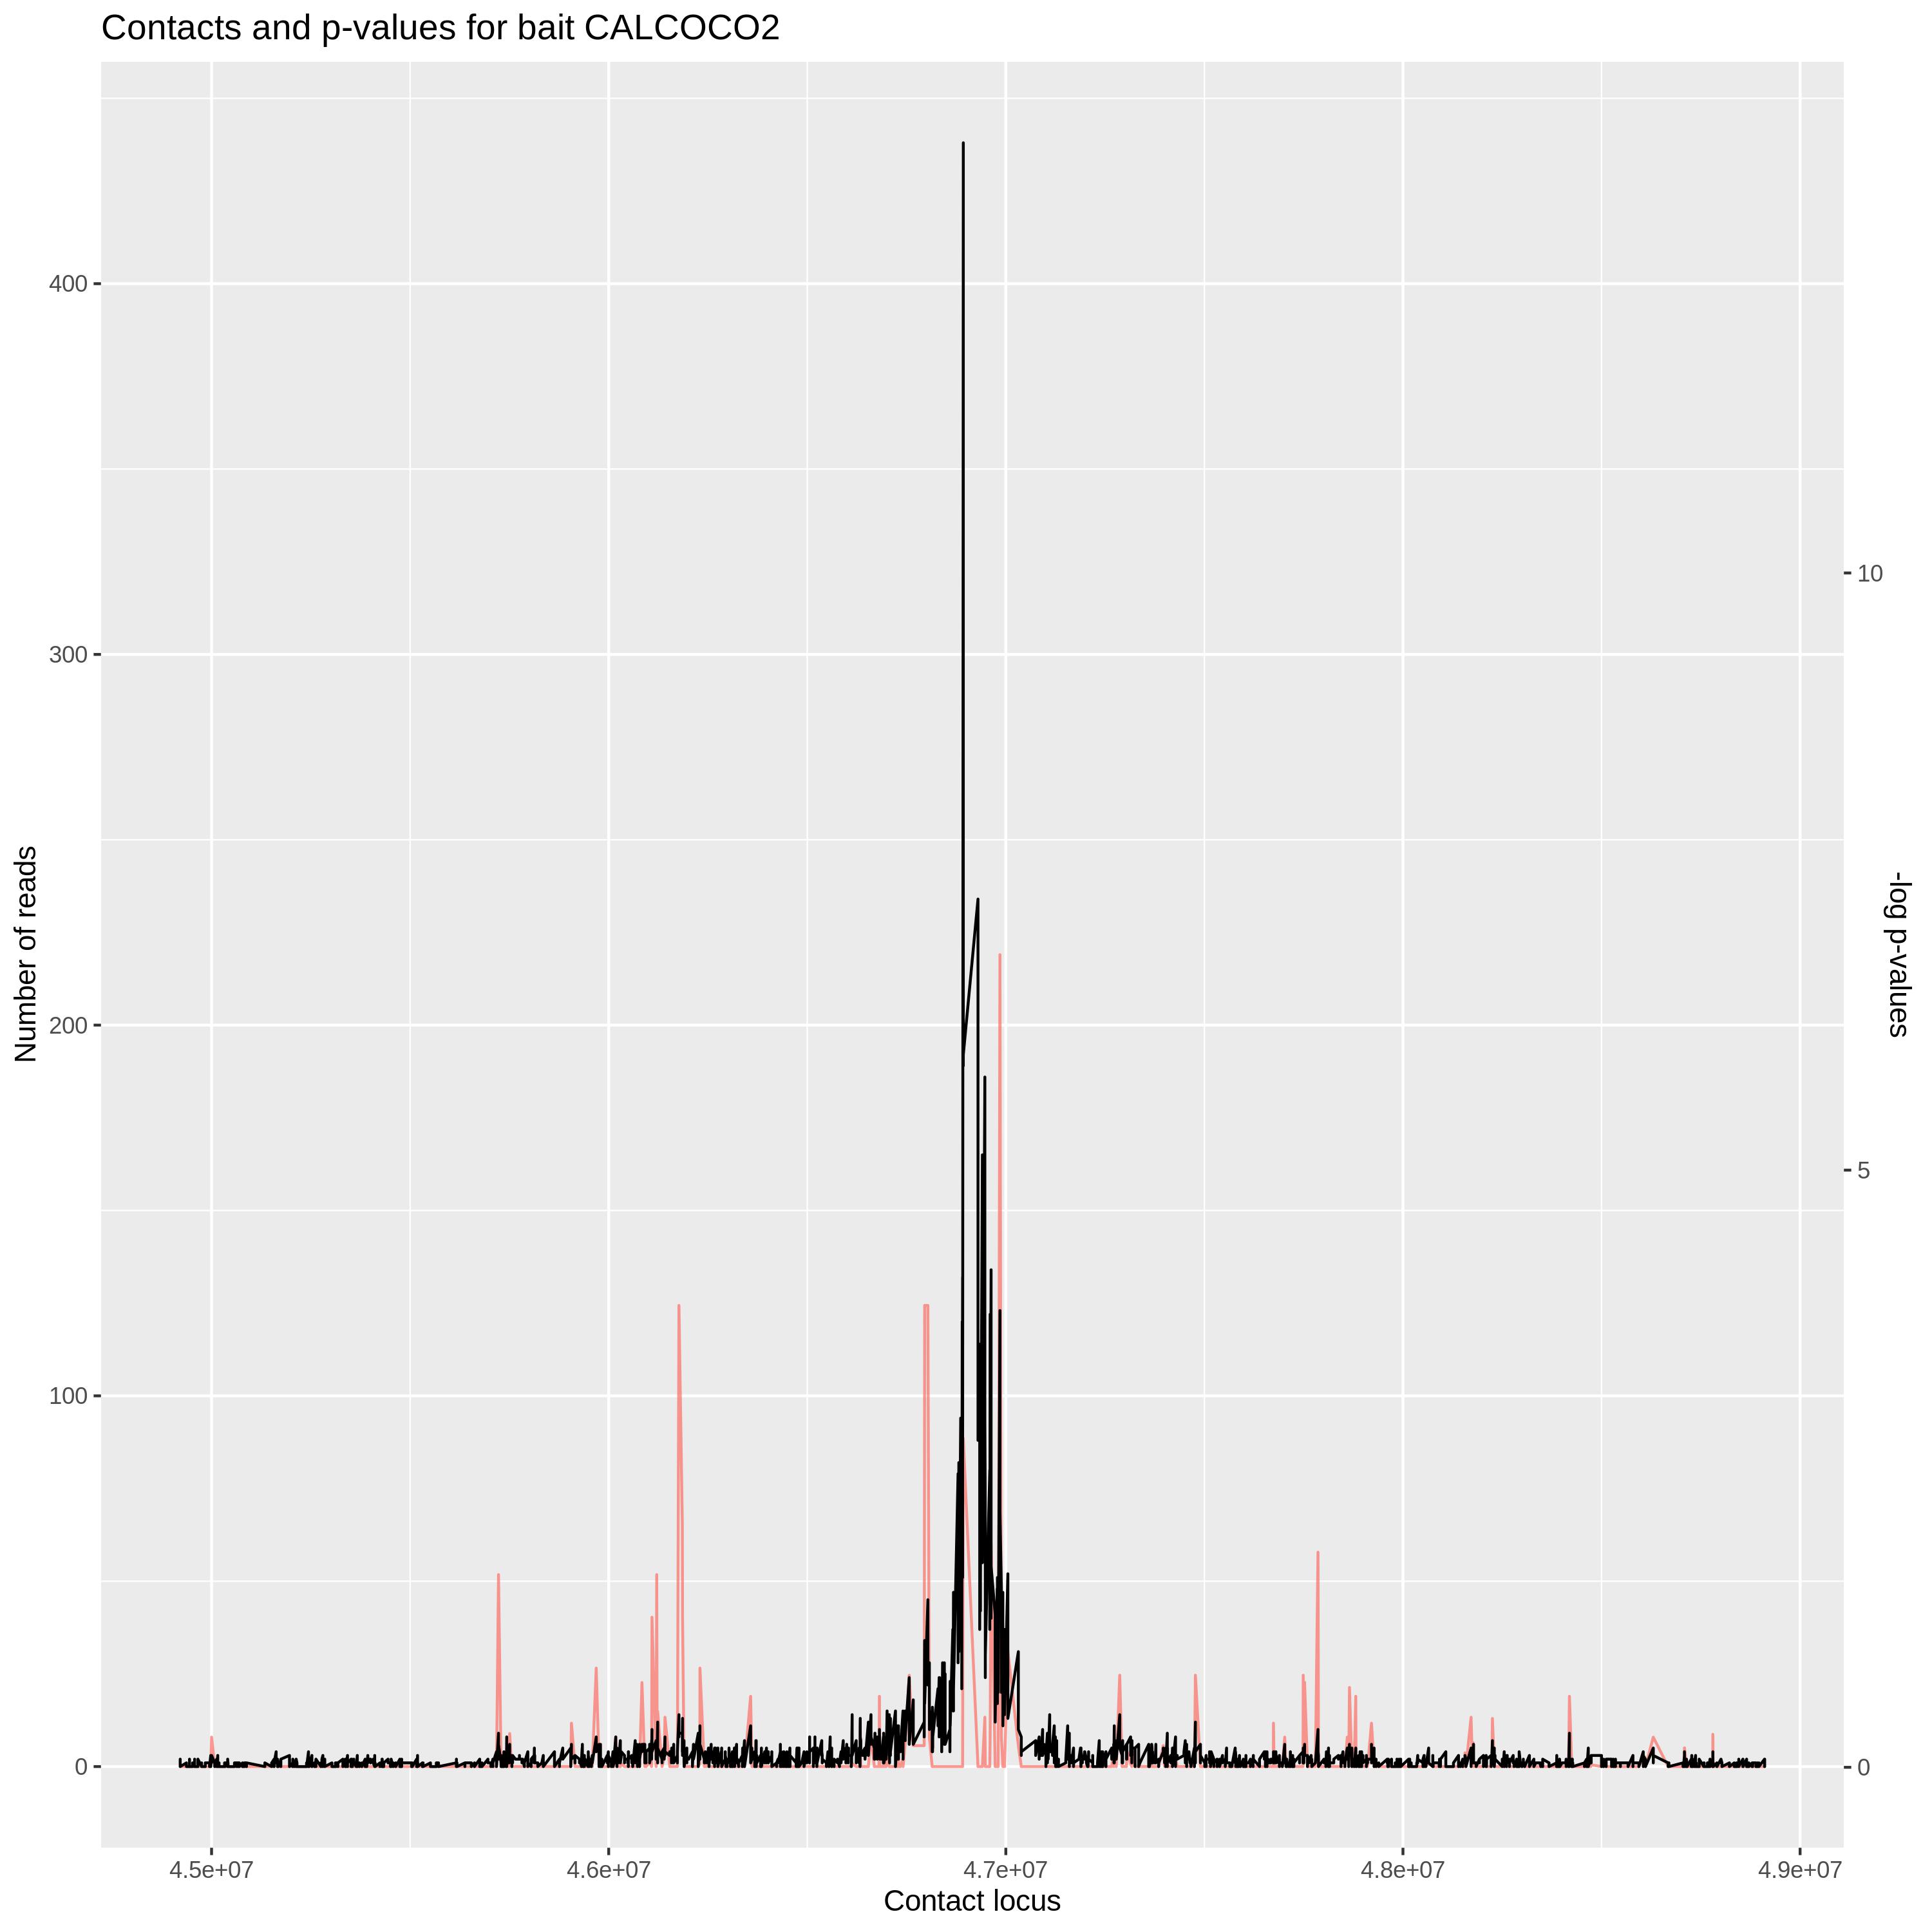 Contacts and p-values for bait CALCOCO2
400
300
200
100
0
Number of reads
10
5
0
-log p-values
4.5e+07
4.6e+07
4.7e+07
4.8e+07
4.9e+07
Contact locus